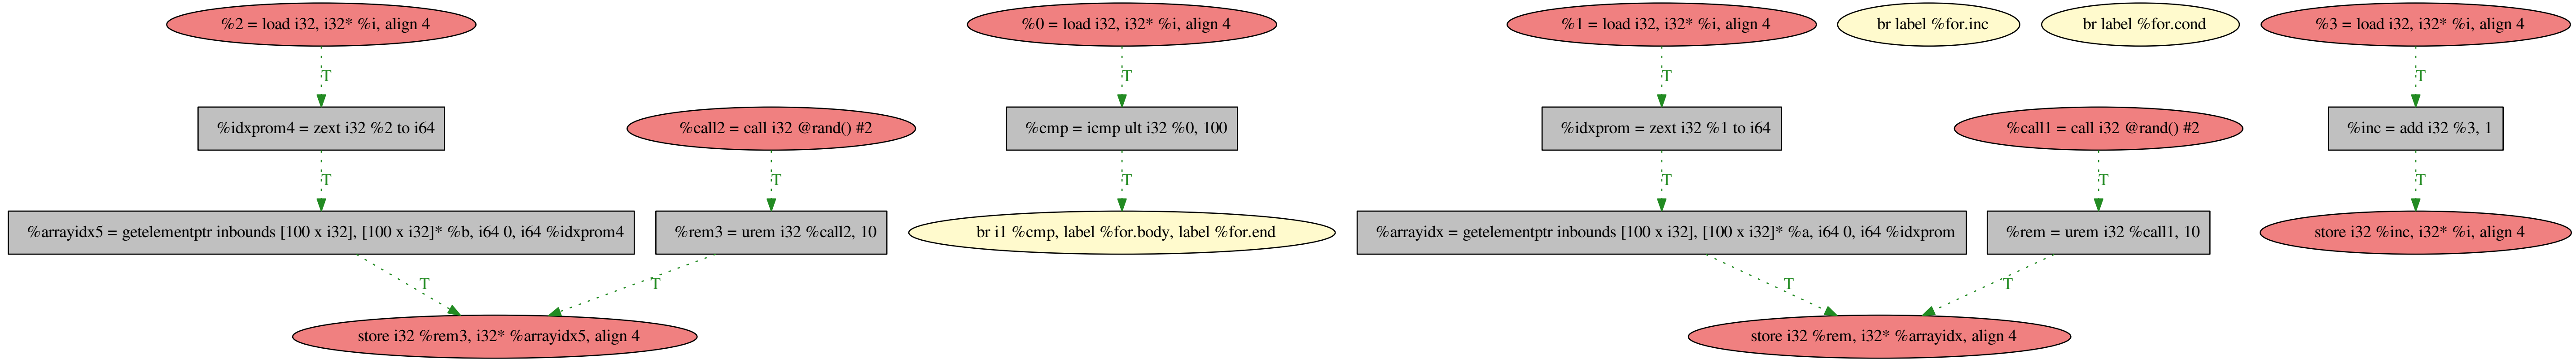 %2 = load i32, i32* %i, align 4
%0 = load i32, i32* %i, align 4
%1 = load i32, i32* %i, align 4
br label %for.inc
br label %for.cond
%3 = load i32, i32* %i, align 4
T
T
T
T
%idxprom4 = zext i32 %2 to i64
%call2 = call i32 @rand() #2
%cmp = icmp ult i32 %0, 100
%idxprom = zext i32 %1 to i64
%call1 = call i32 @rand() #2
%inc = add i32 %3, 1
T
T
T
T
T
T
%arrayidx5 = getelementptr inbounds [100 x i32], [100 x i32]* %b, i64 0, i64 %idxprom4
%rem3 = urem i32 %call2, 10
br i1 %cmp, label %for.body, label %for.end
%arrayidx = getelementptr inbounds [100 x i32], [100 x i32]* %a, i64 0, i64 %idxprom
%rem = urem i32 %call1, 10
store i32 %inc, i32* %i, align 4
T
T
T
T
store i32 %rem3, i32* %arrayidx5, align 4
store i32 %rem, i32* %arrayidx, align 4